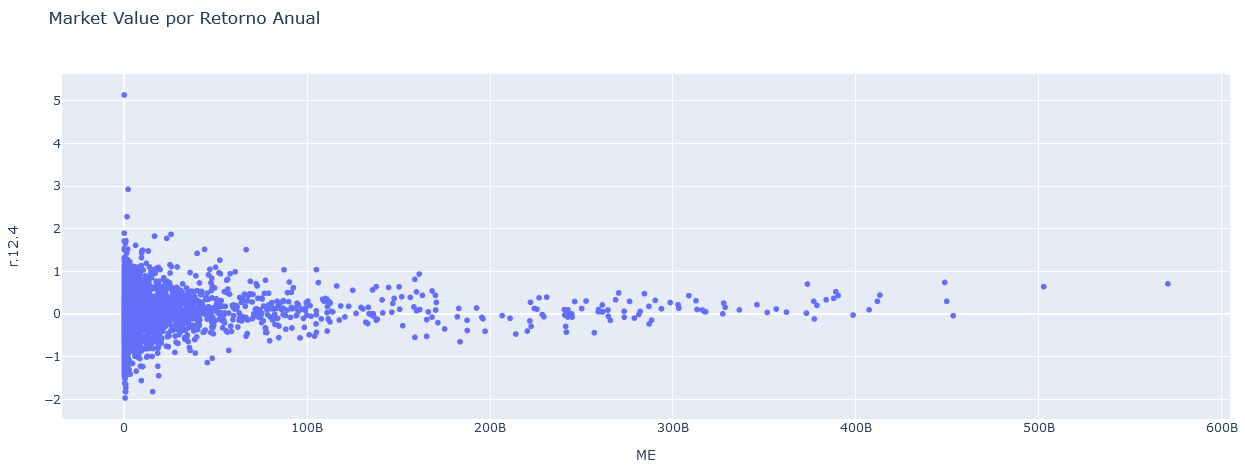 Market Value por Retorno Anual
r.12.4
5
4
3
2
1
0
−1
−2
0
100B
200B
300B
400B
500B
600B
ME